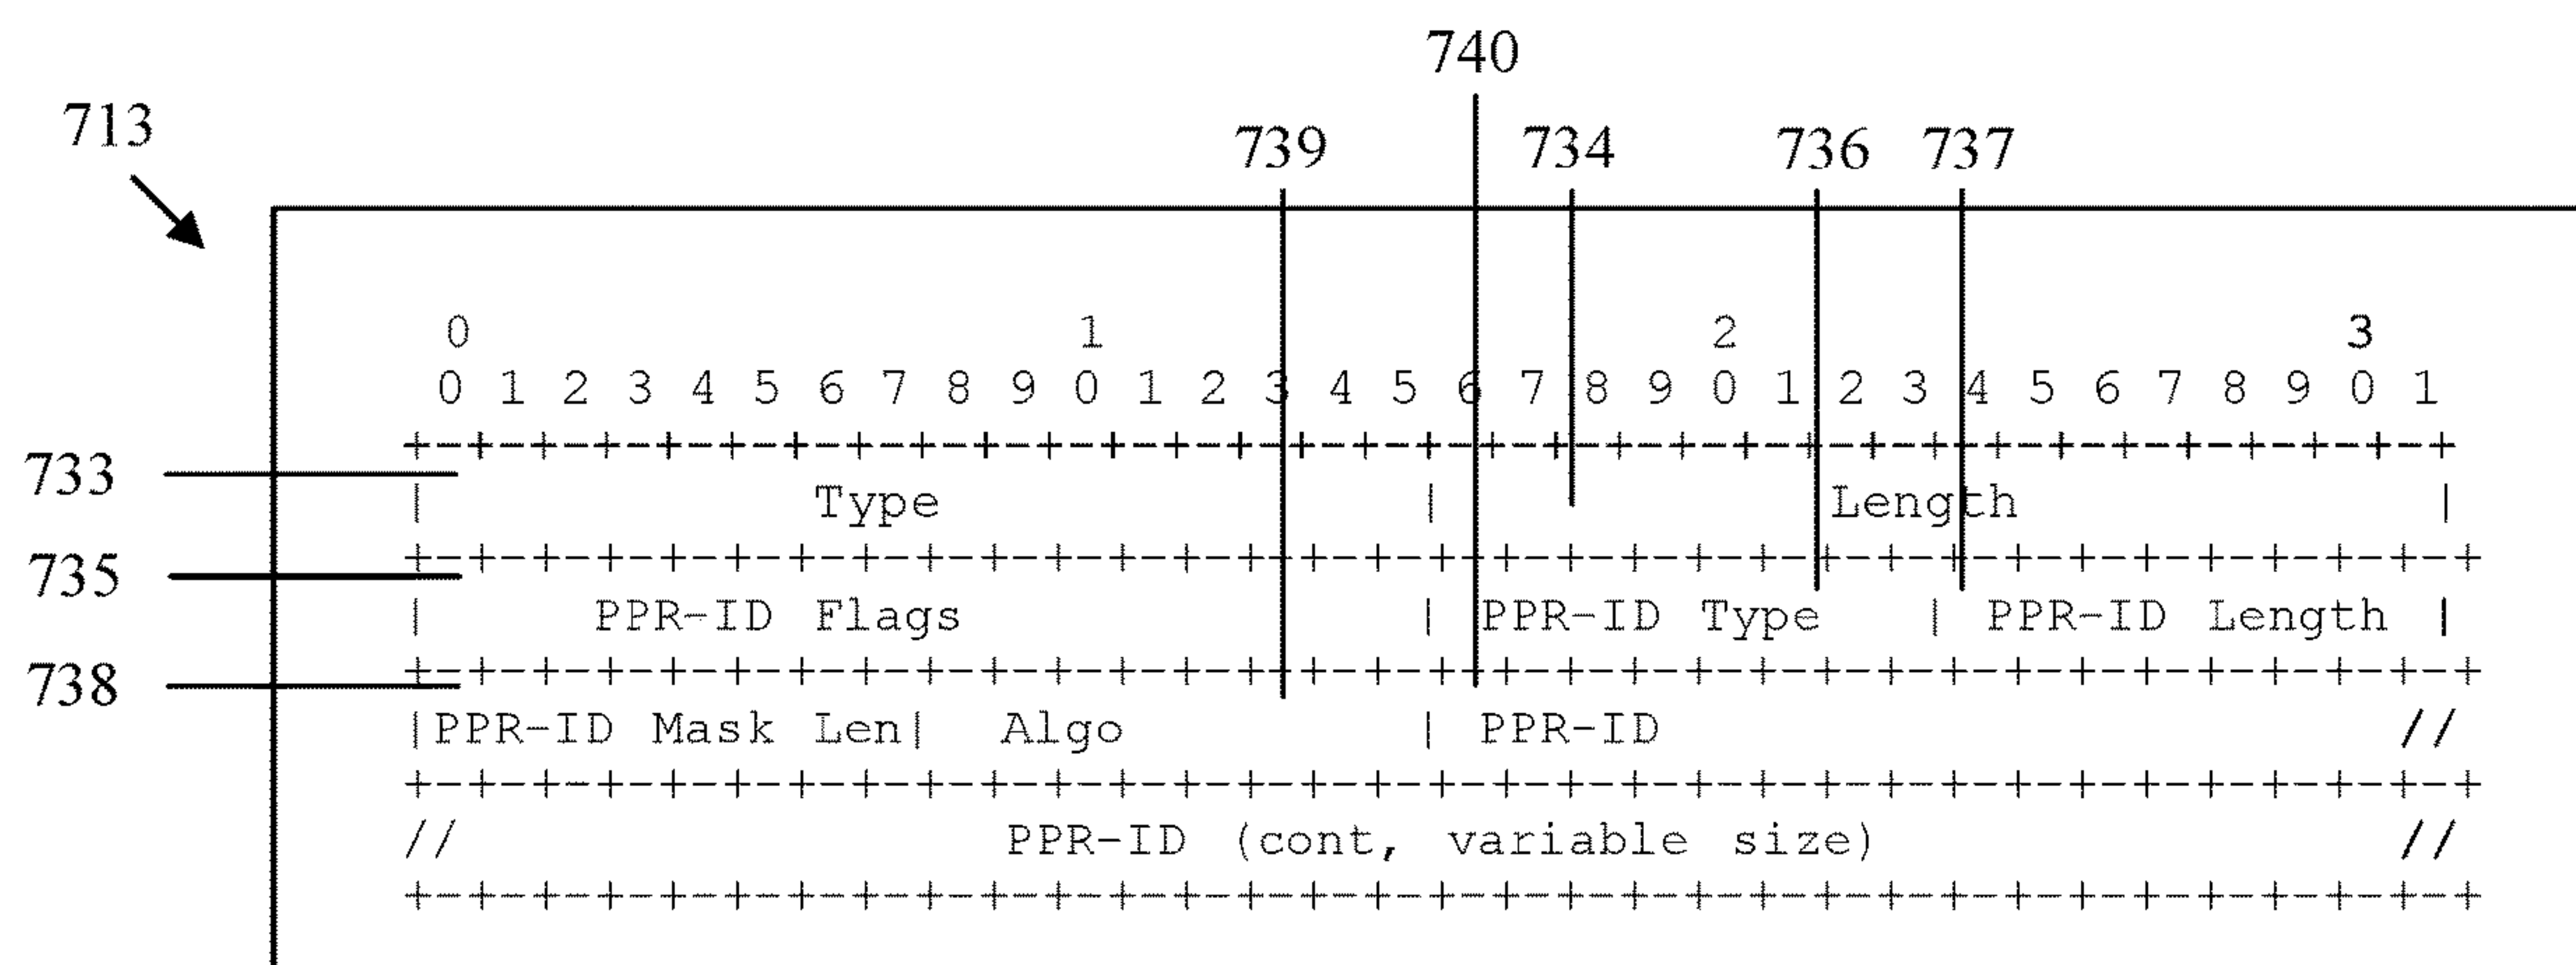 740
713
739 734 736 737
0 1 2 3
0 1 2 3 4 5 6 7 8 9 0 1 2 3 4 5 6 7 8 9 0 1 2 3 4 5 6 7 8 9 0 1
+-+-+-+-+-+-+-+-+-+-+-+-+-+-+-+-+-+-+-+-+-+-+-+-+-+-+-+-+-+-+-+-+
733
| Type | Length |
+-+-+-+-+-+-+-+-+-+-+-+-+-+-+-+-+-+-+-+-+-+-+-+-+-+-+-+-+-+-+-+-+
735
| PPR-ID Flags | PPR-ID Type | PPR-ID Length |
+-+-+-+-+-+-+-+-+-+-+-+-+-+-+-+-+-+-+-+-+-+-+-+-+-+-+-+-+-+-+-+-+
738
|PPR-ID Mask Len| Algo | PPR-ID //
+-+-+-+-+-+-+-+-+-+-+-+-+-+-+-+-+-+-+-+-+-+-+-+-+-+-+-+-+-+-+-+-+
// PPR-ID (cont, variable size) //
+-+-+-+-+-+-+-+-+-+-+-+-+-+-+-+-+-+-+-+-+-+-+-+-+-+-+-+-+-+-+-+-+